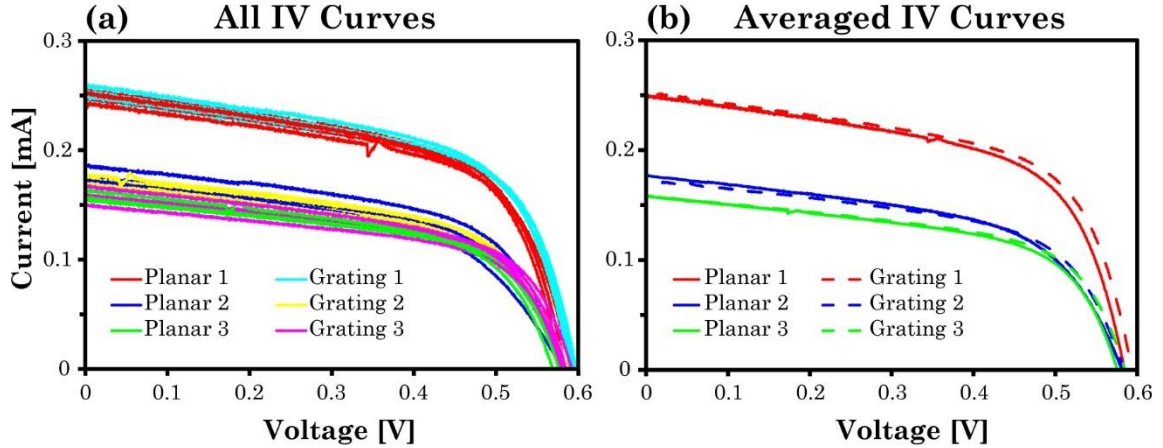 (a) All IV Curves
(b) Averaged IV Curves
Current [mA]
0.3
0.2
0.1
0
Planar 1 Grating 1
Planar 2 Grating 2
Planar 3 Grating 3
0 0.1 0.2 0.3 0.4 0.5 0.6
Voltage [V]
0.3
0.2
0.1
0
Planar 1 Grating 1
Planar 2 Grating 2
Planar 3 Grating 3
0 0.1 0.2 0.3 0.4 0.5 0.6
Voltage [V]